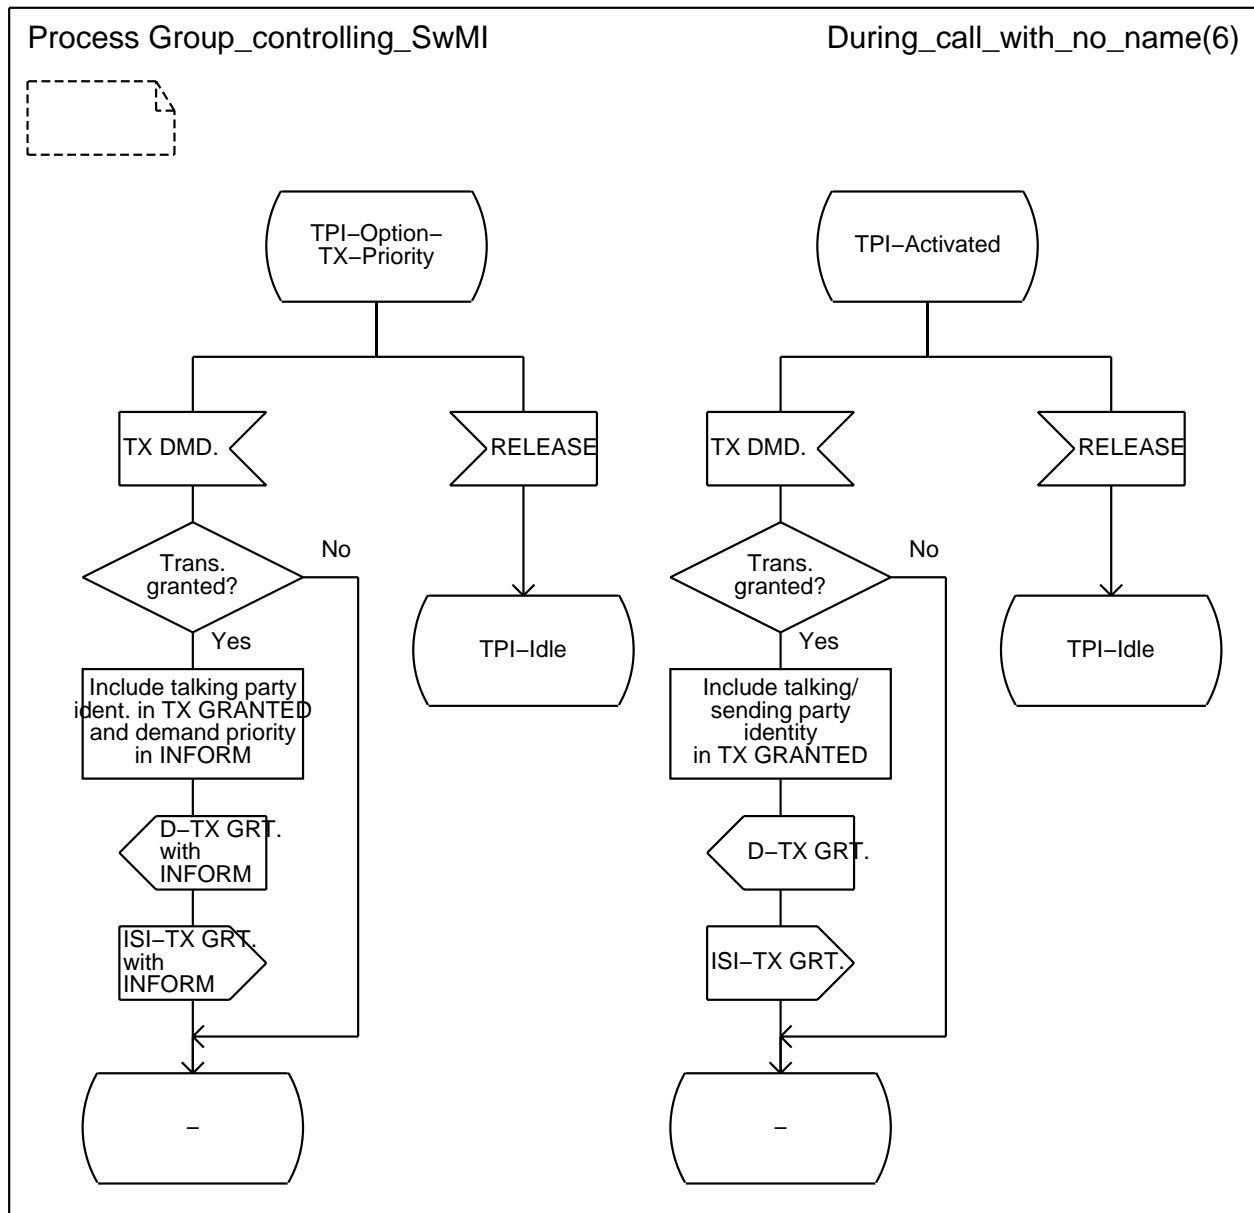 Process Group_controlling_SwMI
During_call_with_no_name(6)
TPI–Option–
TX–Priority
TPI–Activated
TX DMD.
RELEASE
TX DMD.
RELEASE
Trans.
granted?
No
Trans.
granted?
No
Yes
TPI–Idle
Yes
TPI–Idle
Include talking party
ident. in TX GRANTED
and demand priority
in INFORM
Include talking/
sending party
identity
in TX GRANTED
D–TX GRT.
with
INFORM
D–TX GRT.
ISI–TX GRT.
with
INFORM
ISI–TX GRT.
–
–